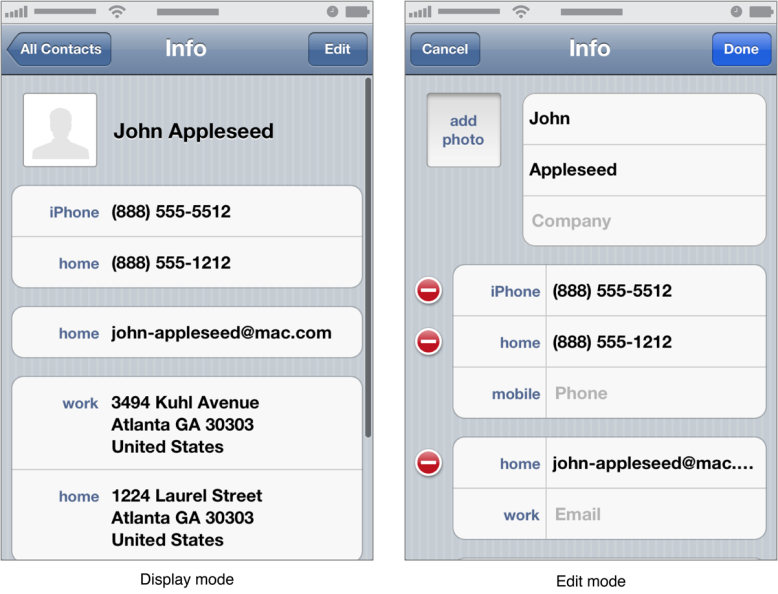 All Contacts Info Edit
John Appleseed
iPhone (888) 555-5512
home (888) 555-1212
home john-appleseed@mac.com
work 3494 Kuhl Avenue
Atlanta GA 30303
United States
home 1224 Laurel Street
Atlanta GA 30303
United States
Display mode
Cancel Info Done
add
photo
John
Appleseed
Company
iPhone (888) 555-5512
home (888) 555-1212
mobile Phone
home john-appleseed@mac....
work Email
Edit mode